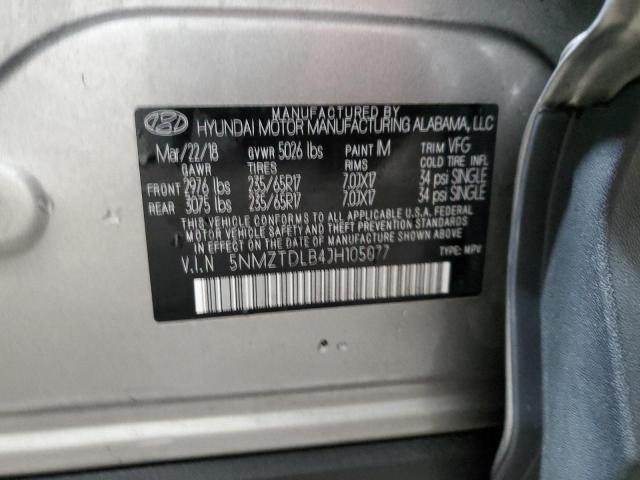 MANUFACTURED BY
HYUNDAI MOTOR MANUFACTURING ALABAMA, LLC
Mar/22/18 GVWR 5026 lbs PAINT IM TRIM VFG
GAWR TIRES RIMS COLD TIRE INFL
FRONT 2976 lbs 235/65R17 7.0JX17 34 psi SINGLE
REAR 3075 lbs 235/65R17 7.0JX17 34 psi SINGLE
THIS VEHICLE CONFORMS TO ALL APPLICABLE U.S.A. FEDERAL
MOTOR VEHICLE SAFETY AND THEFT PREVENTION STANDARDS
IN EFFECT ON THE DATE OF MANUFACTURE SHOWN ABOVE.
V.I.N 5NMZTDLB4JH105077 TYPE: MPV